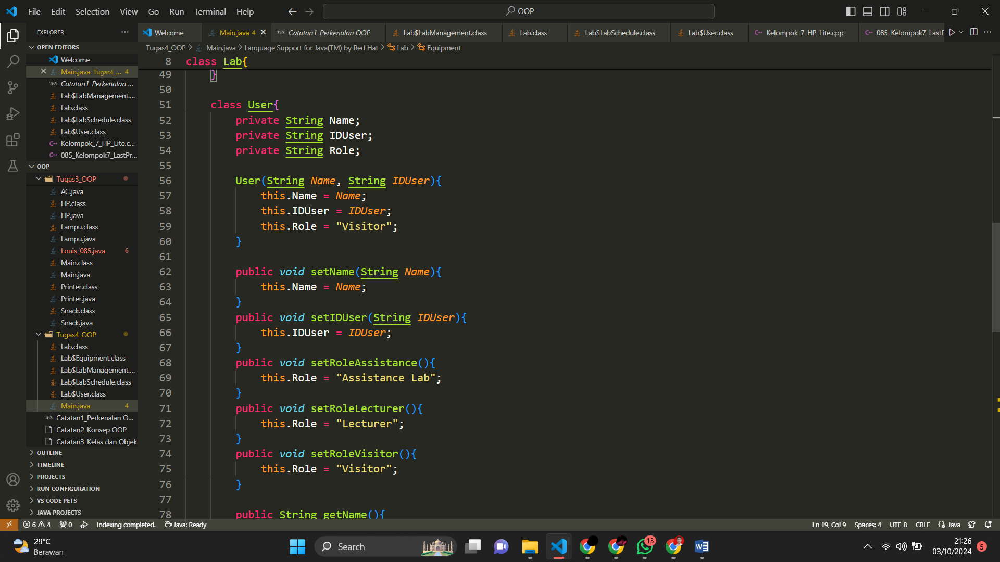 File Edit Selection View Go Run Terminal Help
OOP
EXPLORER
Welcome
Main.java 4
TEX Catatan1_Perkenalan OOP
Lab$LabManagement.class
Lab.class
Lab$LabSchedule.class
Lab$User.class
C++ Kelompok_7_HP_Lite.cpp
C++ 085_Kelompok7_LastP
Tugas4_OOP > Main.java > Language Support for Java(TM) by Red Hat > Lab > Equipment
OPEN EDITORS
Welcome
Main.java Tugas4_... 4
TEX Catatan1_Perkenalan ...
Lab$LabManagement....
Lab.class
Lab$LabSchedule.class
Lab$User.class
C++ Kelompok_7_HP_Lite.c...
C++ 085_Kelompok7_LastPr...
OOP
Tugas3_OOP
AC.java
HP.class
HP.java
Lampu.class
Lampu.java
Louis_085.java 6
Main.class
Main.java
Printer.class
Printer.java
Snack.class
Snack.java
Tugas4_OOP
Lab.class
Lab$Equipment.class
Lab$LabManagement....
Lab$LabSchedule.class
Lab$User.class
Main.java 4
TEX Catatan1_Perkenalan O...
Catatan2_Konsep OOP
Catatan3_Kelas dan Objek
OUTLINE
TIMELINE
PROJECTS
RUN CONFIGURATION
VS CODE PETS
JAVA PROJECTS
8 class Lab{
49 }
50
51 class User{
52 private String Name;
53 private String IDUser;
54 private String Role;
55
56 User(String Name, String IDUser){
57 this.Name = Name;
58 this.IDUser = IDUser;
59 this.Role = "Visitor";
60 }
61
62 public void setName(String Name){
63 this.Name = Name;
64 }
65 public void setIDUser(String IDUser){
66 this.IDUser = IDUser;
67 }
68 public void setRoleAssistance(){
69 this.Role = "Assistance Lab";
70 }
71 public void setRoleLecturer(){
72 this.Role = "Lecturer";
73 }
74 public void setRoleVisitor(){
75 this.Role = "Visitor";
76 }
77
78 public String getName(){
6 4 0 Indexing completed. Java: Ready
Ln 19, Col 9 Spaces: 4 UTF-8 CRLF {} Java
29°C
Berawan
Search
13
21:26
03/10/2024
5